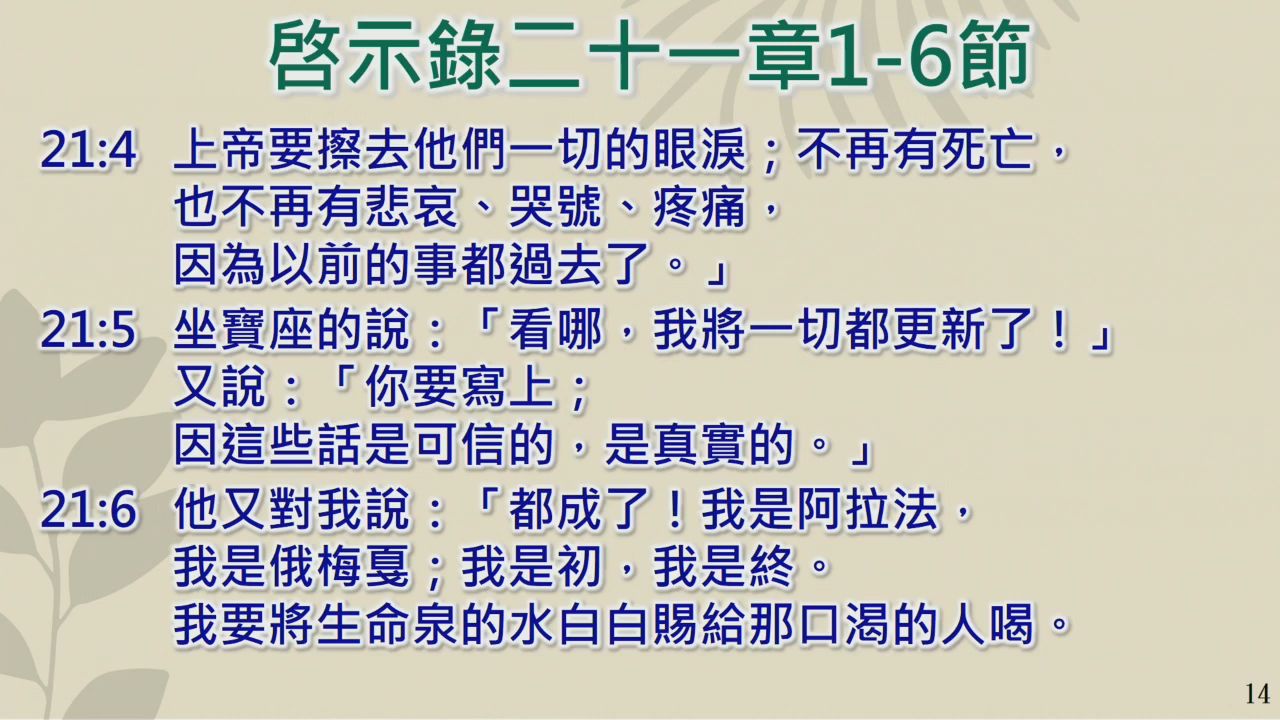 啓示錄二十一章1-6節
21:4 上帝要擦去他們一切的眼淚；不再有死亡，
也不再有悲哀、哭號、疼痛，
因為以前的事都過去了。」
21:5 坐寶座的說：「看哪，我將一切都更新了！」
又說：「你要寫上；
因這些話是可信的，是真實的。」
21:6 他又對我說：「都成了！我是阿拉法，
我是俄梅戛；我是初，我是終。
我要將生命泉的水白白賜給那口渴的人喝。
14